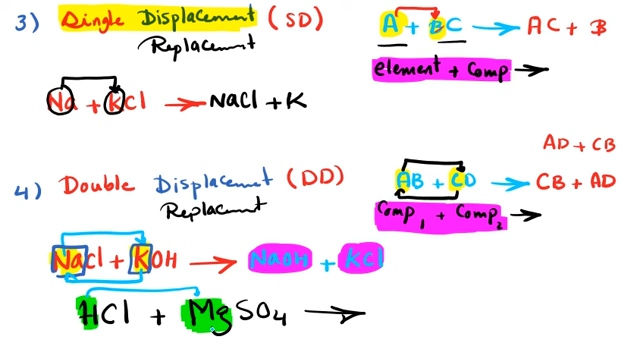 3) Single Displacement (SD)
Replacement
A + BC → AC + B
element + Comp →
Na + KCl → NaCl + K
4) Double Displacement (DD)
Replacement
AD + CB
AB + CD → CB + AD
Comp₁ + Comp₂ →
NaCl + KOH → NaOH + KCl
HCl + MgSO₄ →